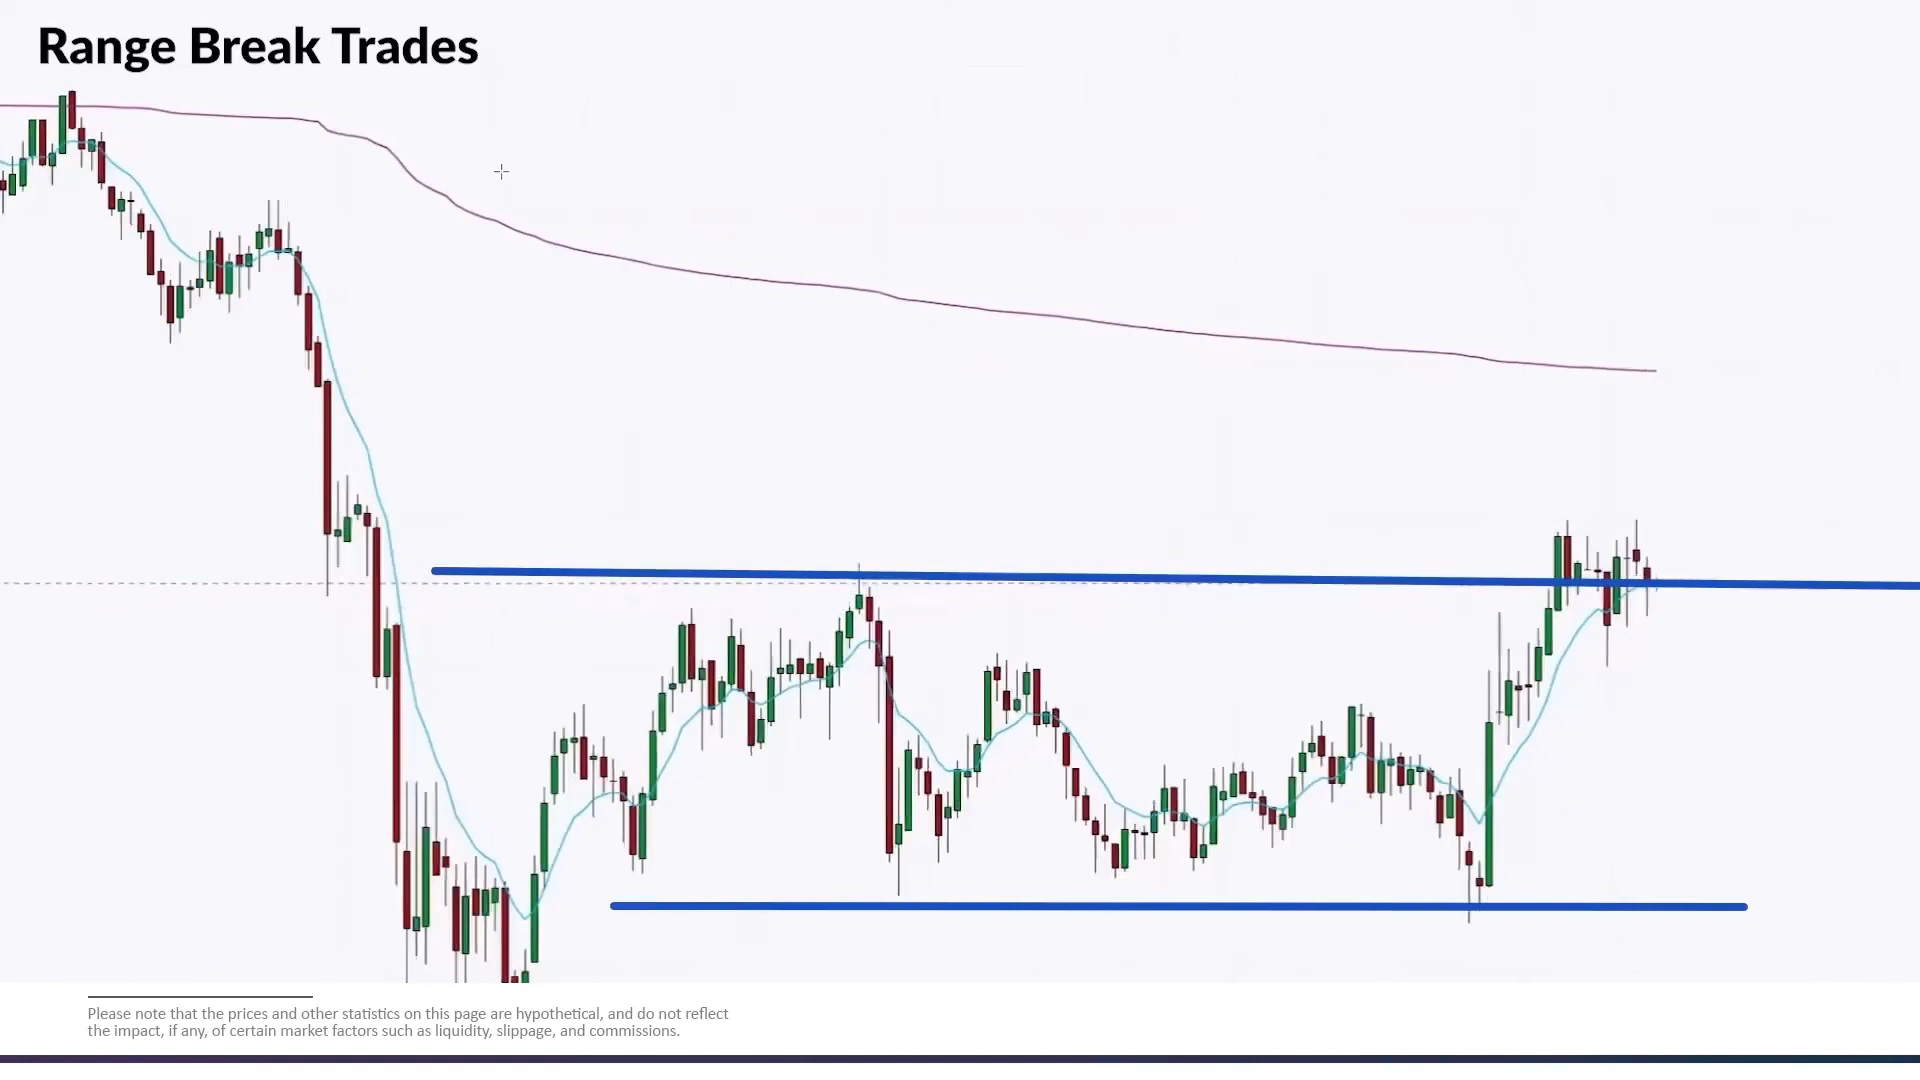 Range Break Trades
Please note that the prices and other statistics on this page are hypothetical, and do not reflect
the impact, if any, of certain market factors such as liquidity, slippage, and commissions.